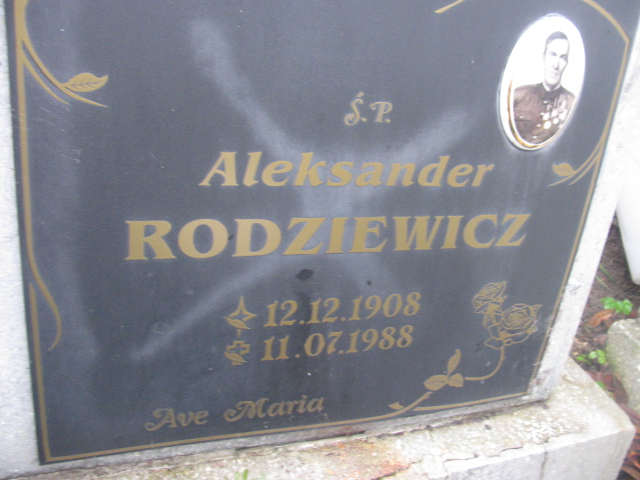 Ś.P.
Aleksander
RODZIEWICZ
12.12.1908
11.07.1988
Ave Maria